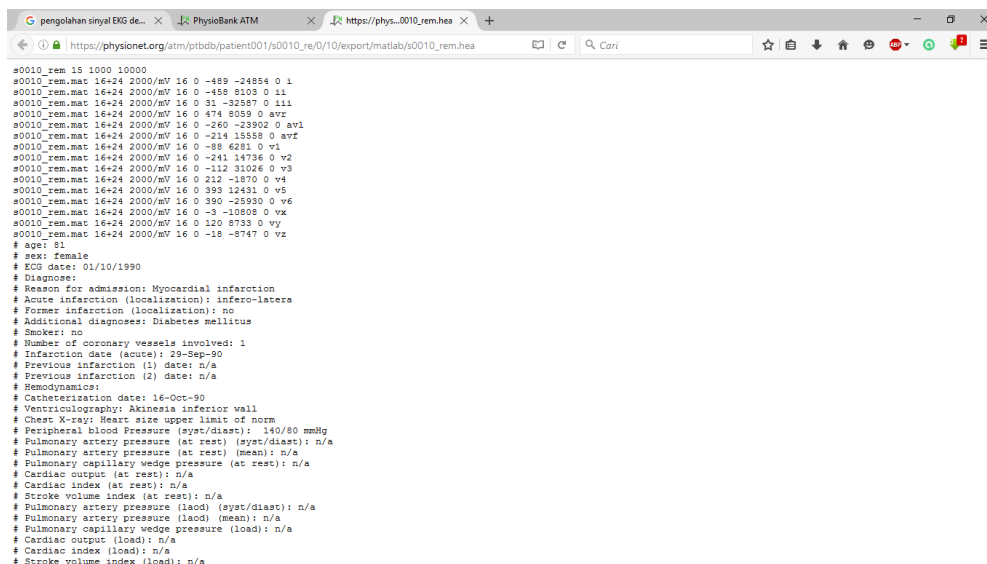 pengolahan sinyal EKG de...
PhysioBank ATM
https://phys...0010_rem.hea
https://physionet.org/atm/ptbdb/patient001/s0010_re/0/10/export/matlab/s0010_rem.hea
Cari
ABP
s0010_rem 15 1000 10000
s0010_rem.mat 16+24 2000/mV 16 0 -489 -24854 0 i
s0010_rem.mat 16+24 2000/mV 16 0 -458 8103 0 ii
s0010_rem.mat 16+24 2000/mV 16 0 31 -32587 0 iii
s0010_rem.mat 16+24 2000/mV 16 0 474 8059 0 avr
s0010_rem.mat 16+24 2000/mV 16 0 -260 -23902 0 avl
s0010_rem.mat 16+24 2000/mV 16 0 -214 15558 0 avf
s0010_rem.mat 16+24 2000/mV 16 0 -88 6281 0 v1
s0010_rem.mat 16+24 2000/mV 16 0 -241 14736 0 v2
s0010_rem.mat 16+24 2000/mV 16 0 -112 31026 0 v3
s0010_rem.mat 16+24 2000/mV 16 0 212 -1870 0 v4
s0010_rem.mat 16+24 2000/mV 16 0 393 12431 0 v5
s0010_rem.mat 16+24 2000/mV 16 0 390 -25930 0 v6
s0010_rem.mat 16+24 2000/mV 16 0 -3 -10808 0 vx
s0010_rem.mat 16+24 2000/mV 16 0 120 8733 0 vy
s0010_rem.mat 16+24 2000/mV 16 0 -18 -8747 0 vz
# age: 81
# sex: female
# ECG date: 01/10/1990
# Diagnose:
# Reason for admission: Myocardial infarction
# Acute infarction (localization): infero-latera
# Former infarction (localization): no
# Additional diagnoses: Diabetes mellitus
# Smoker: no
# Number of coronary vessels involved: 1
# Infarction date (acute): 29-Sep-90
# Previous infarction (1) date: n/a
# Previous infarction (2) date: n/a
# Hemodynamics:
# Catheterization date: 16-Oct-90
# Ventriculography: Akinesia inferior wall
# Chest X-ray: Heart size upper limit of norm
# Peripheral blood Pressure (syst/diast):  140/80 mmHg
# Pulmonary artery pressure (at rest) (syst/diast): n/a
# Pulmonary artery pressure (at rest) (mean): n/a
# Pulmonary capillary wedge pressure (at rest): n/a
# Cardiac output (at rest): n/a
# Cardiac index (at rest): n/a
# Stroke volume index (at rest): n/a
# Pulmonary artery pressure (laod) (syst/diast): n/a
# Pulmonary artery pressure (laod) (mean): n/a
# Pulmonary capillary wedge pressure (load): n/a
# Cardiac output (load): n/a
# Cardiac index (load): n/a
# Stroke volume index (load): n/a